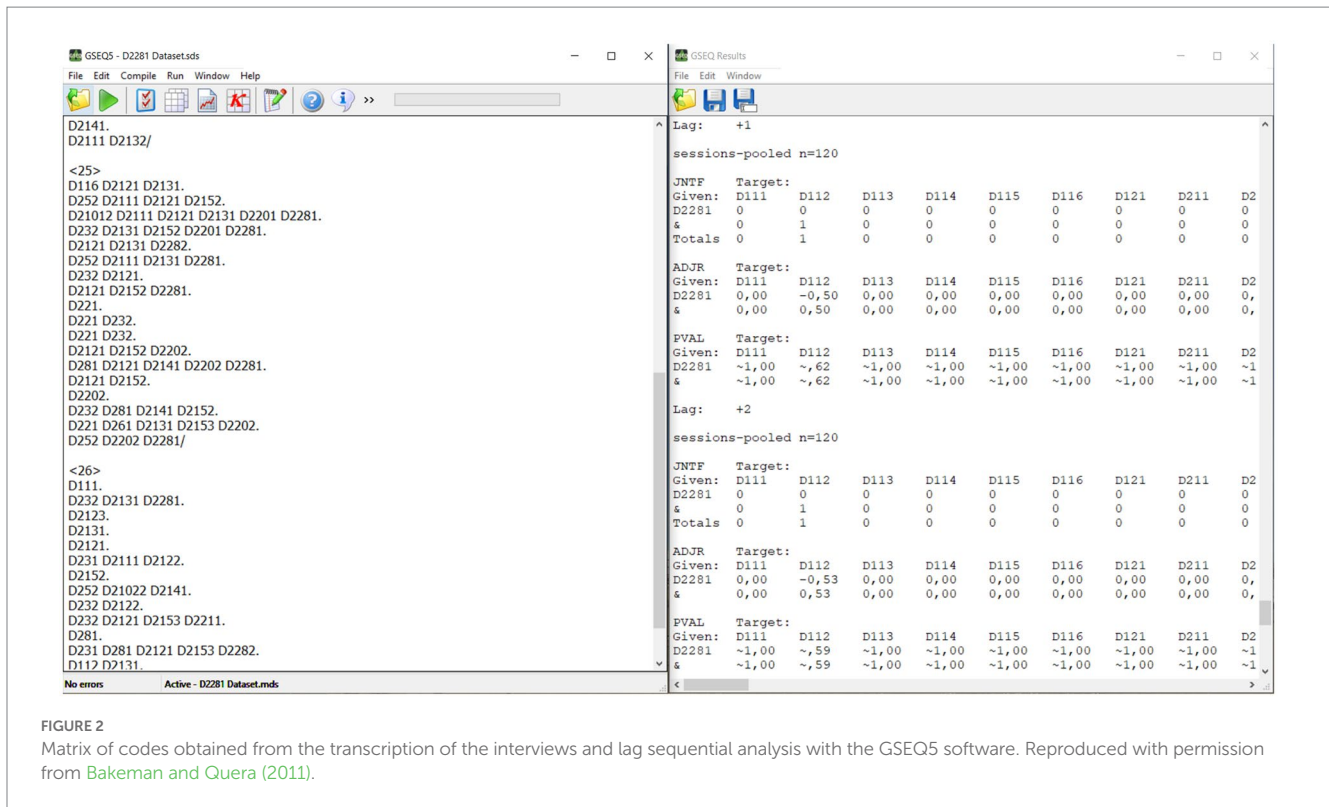 GSEQ5 - D2281 Dataset.sds
File Edit Compile Run Window Help
»
D2141.
D2111 D2132/
<25>
D116 D2121 D2131.
D252 D2111 D2121 D2152.
D21012 D2111 D2121 D2131 D2201 D2281.
D232 D2131 D2152 D2201 D2281.
D2121 D2131 D2282.
D252 D2111 D2131 D2281.
D232 D2121.
D2121 D2152 D2281.
D221.
D221 D232.
D221 D232.
D2121 D2152 D2202.
D281 D2121 D2141 D2202 D2281.
D2121 D2152.
D2202.
D232 D281 D2141 D2152.
D221 D261 D2131 D2153 D2202.
D252 D2202 D2281/
<26>
D111.
D232 D2131 D2281.
D2123.
D2131.
D2121.
D231 D2111 D2122.
D2152.
D252 D21022 D2141.
D232 D2122.
D232 D2121 D2153 D2211.
D281.
D231 D281 D2121 D2153 D2282.
D112 D2131.
No errors Active - D2281 Dataset.mds
GSEQ Results
File Edit Window
Lag: +1
sessions-pooled n=120
JNTF Target:
Given: D111 D112 D113 D114 D115 D116 D121 D211 D2
D2281 0 0 0 0 0 0 0 0 0
& 0 1 0 0 0 0 0 0 0
Totals 0 1 0 0 0 0 0 0 0
ADJR Target:
Given: D111 D112 D113 D114 D115 D116 D121 D211 D2
D2281 0,00 -0,50 0,00 0,00 0,00 0,00 0,00 0,00 0,
& 0,00 0,50 0,00 0,00 0,00 0,00 0,00 0,00 0,
PVAL Target:
Given: D111 D112 D113 D114 D115 D116 D121 D211 D2
D2281 ~1,00 ~,62 ~1,00 ~1,00 ~1,00 ~1,00 ~1,00 ~1,00 ~1
& ~1,00 ~,62 ~1,00 ~1,00 ~1,00 ~1,00 ~1,00 ~1,00 ~1
Lag: +2
sessions-pooled n=120
JNTF Target:
Given: D111 D112 D113 D114 D115 D116 D121 D211 D2
D2281 0 0 0 0 0 0 0 0 0
& 0 1 0 0 0 0 0 0 0
Totals 0 1 0 0 0 0 0 0 0
ADJR Target:
Given: D111 D112 D113 D114 D115 D116 D121 D211 D2
D2281 0,00 -0,53 0,00 0,00 0,00 0,00 0,00 0,00 0,
& 0,00 0,53 0,00 0,00 0,00 0,00 0,00 0,00 0,
PVAL Target:
Given: D111 D112 D113 D114 D115 D116 D121 D211 D2
D2281 ~1,00 ~,59 ~1,00 ~1,00 ~1,00 ~1,00 ~1,00 ~1,00 ~1
& ~1,00 ~,59 ~1,00 ~1,00 ~1,00 ~1,00 ~1,00 ~1,00 ~1
FIGURE 2
Matrix of codes obtained from the transcription of the interviews and lag sequential analysis with the GSEQ5 software. Reproduced with permission
from Bakeman and Quera (2011).